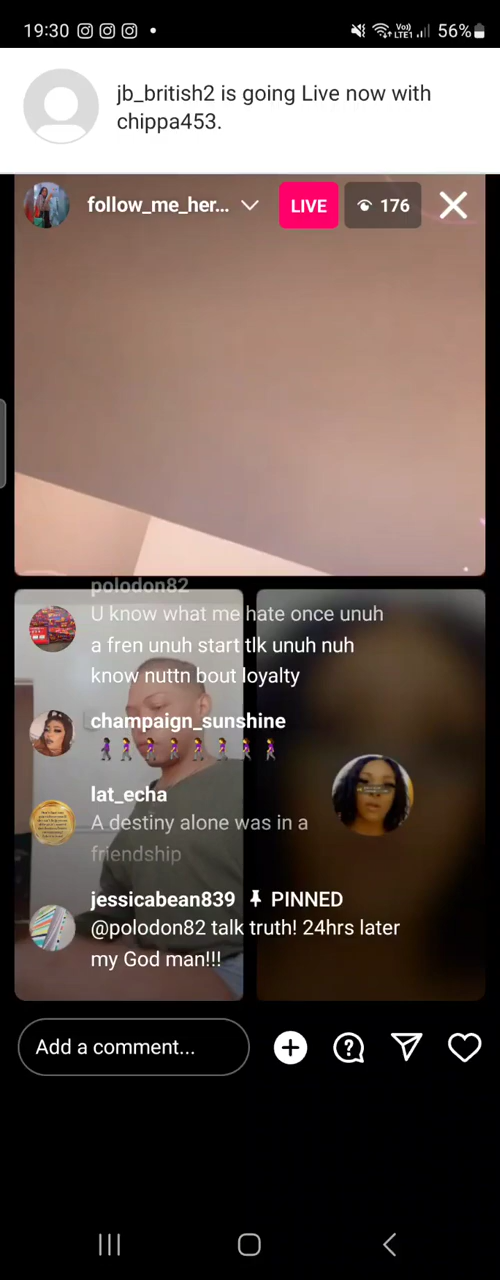 19:30
Vo)) LTE1 56%
jb_british2 is going Live now with
chippa453.
follow_me_her... LIVE 176
polodon82
U know what me hate once unuh
a fren unuh start tlk unuh nuh
know nuttn bout loyalty
champaign_sunshine
lat_echa
A destiny alone was in a
friendship
jessicabean839 PINNED
@polodon82 talk truth! 24hrs later
my God man!!!
Add a comment...